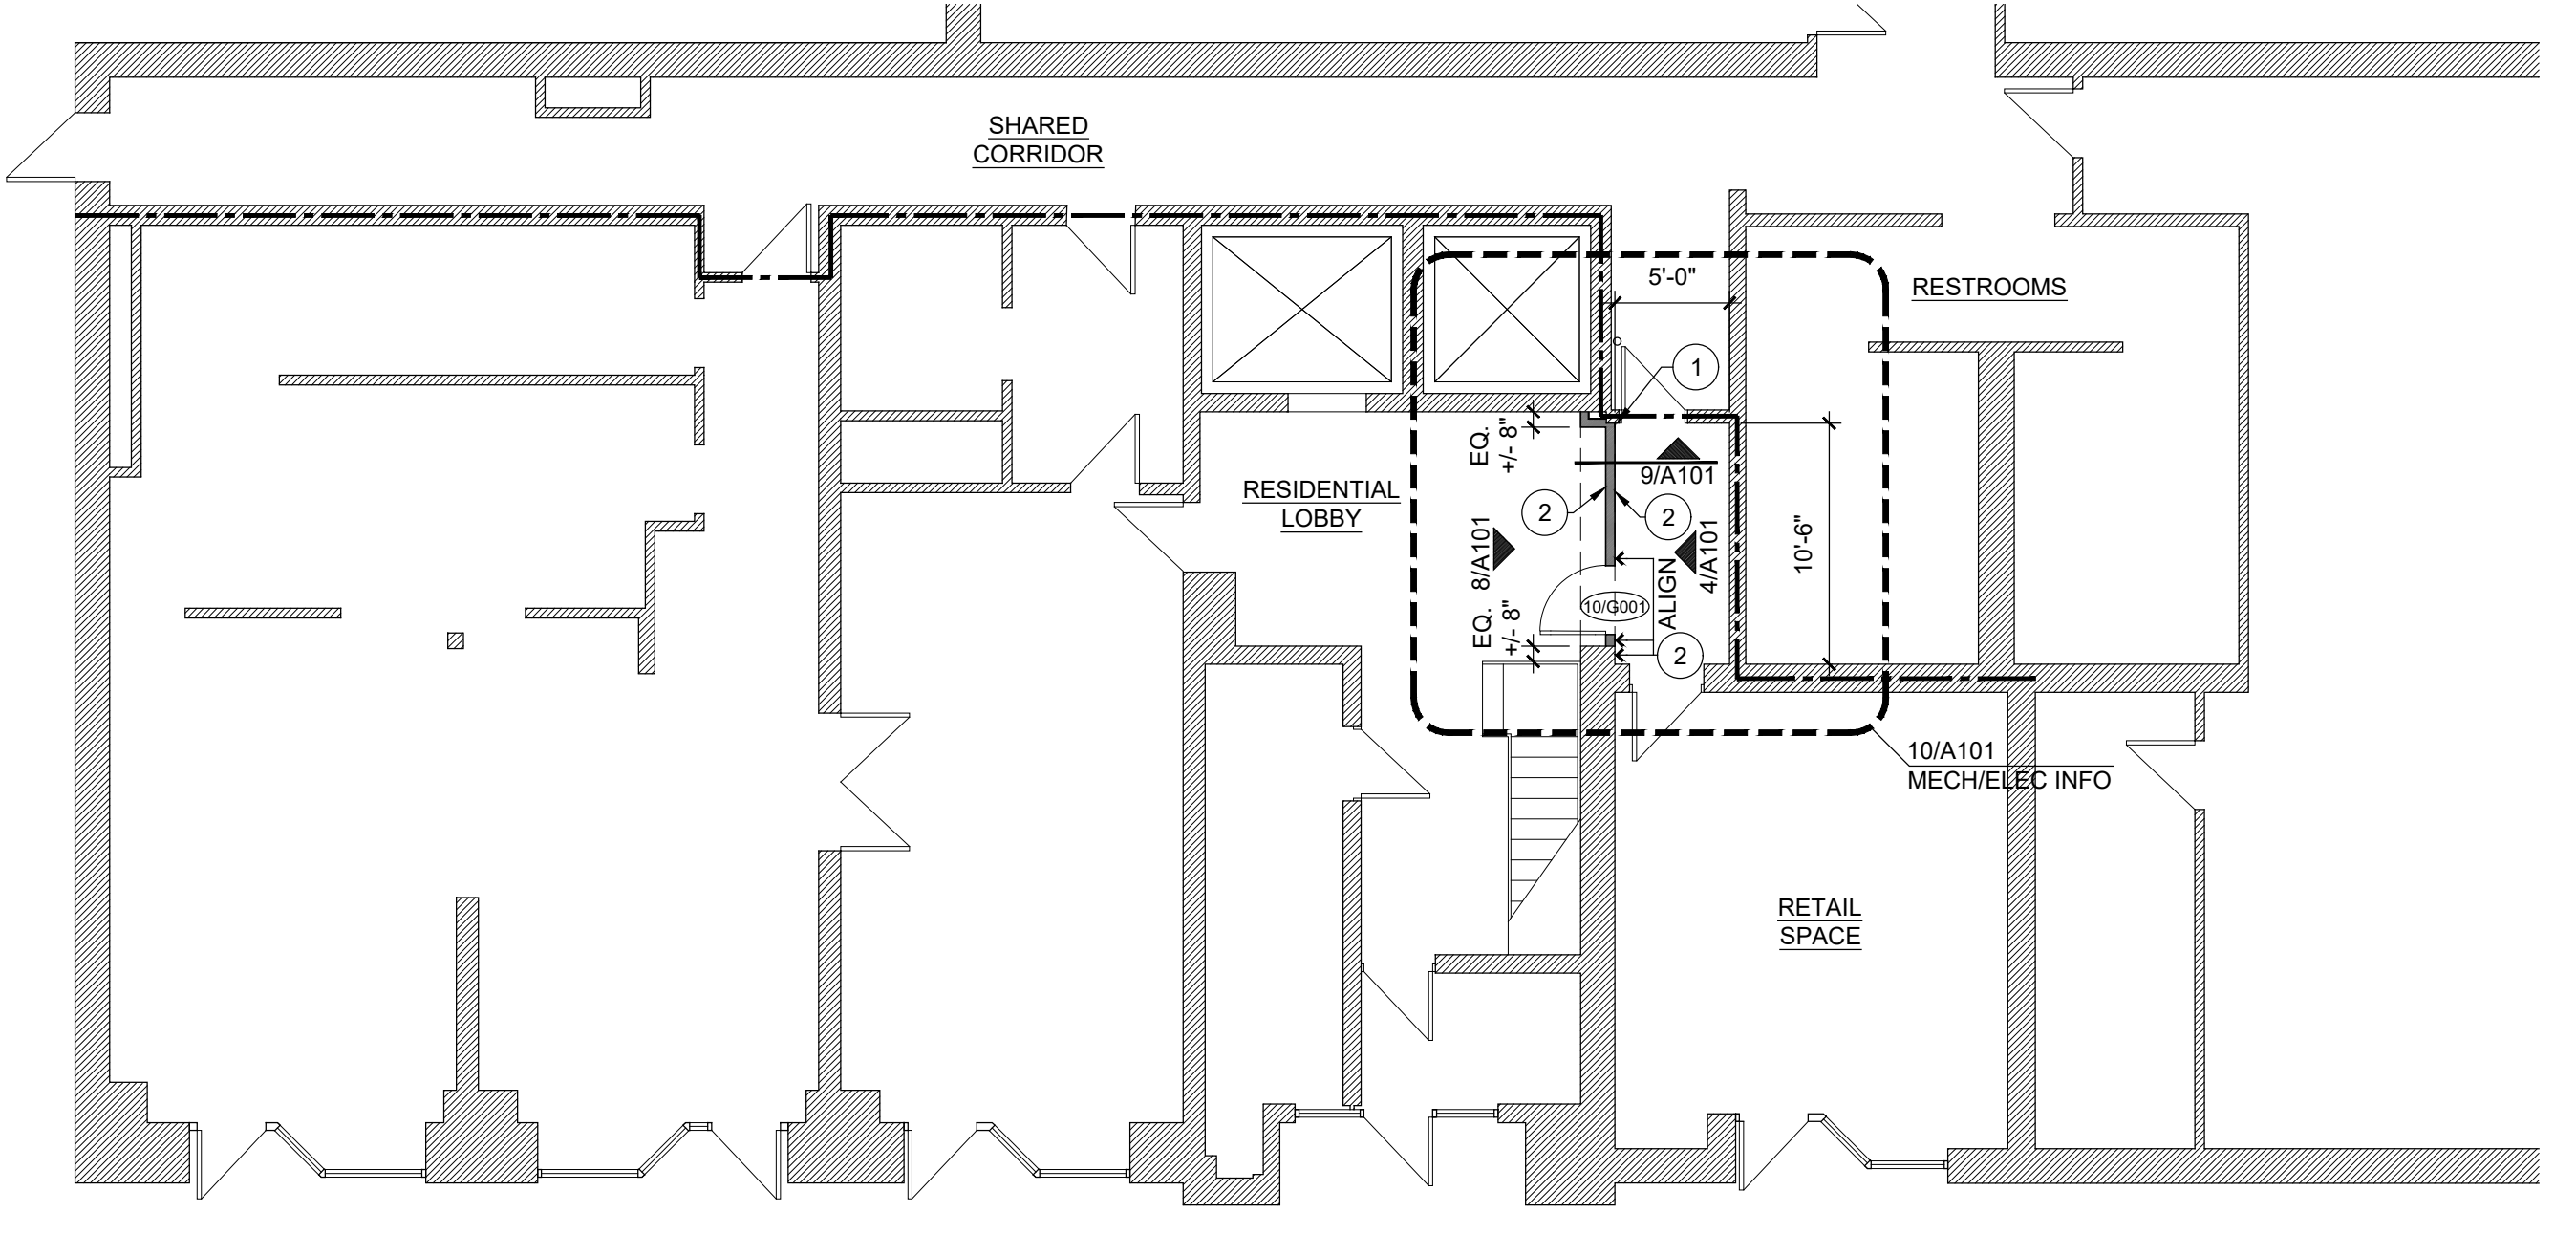 SHARED
CORRIDOR
5'-0"
RESTROOMS
1
EQ.
+/- 8"
9/A101
RESIDENTIAL
LOBBY
2
2
8/A101
4/A101
10'-6"
ALIGN
10/G001
EQ.
+/- 8"
2
10/A101
MECH/ELEC INFO
RETAIL
SPACE